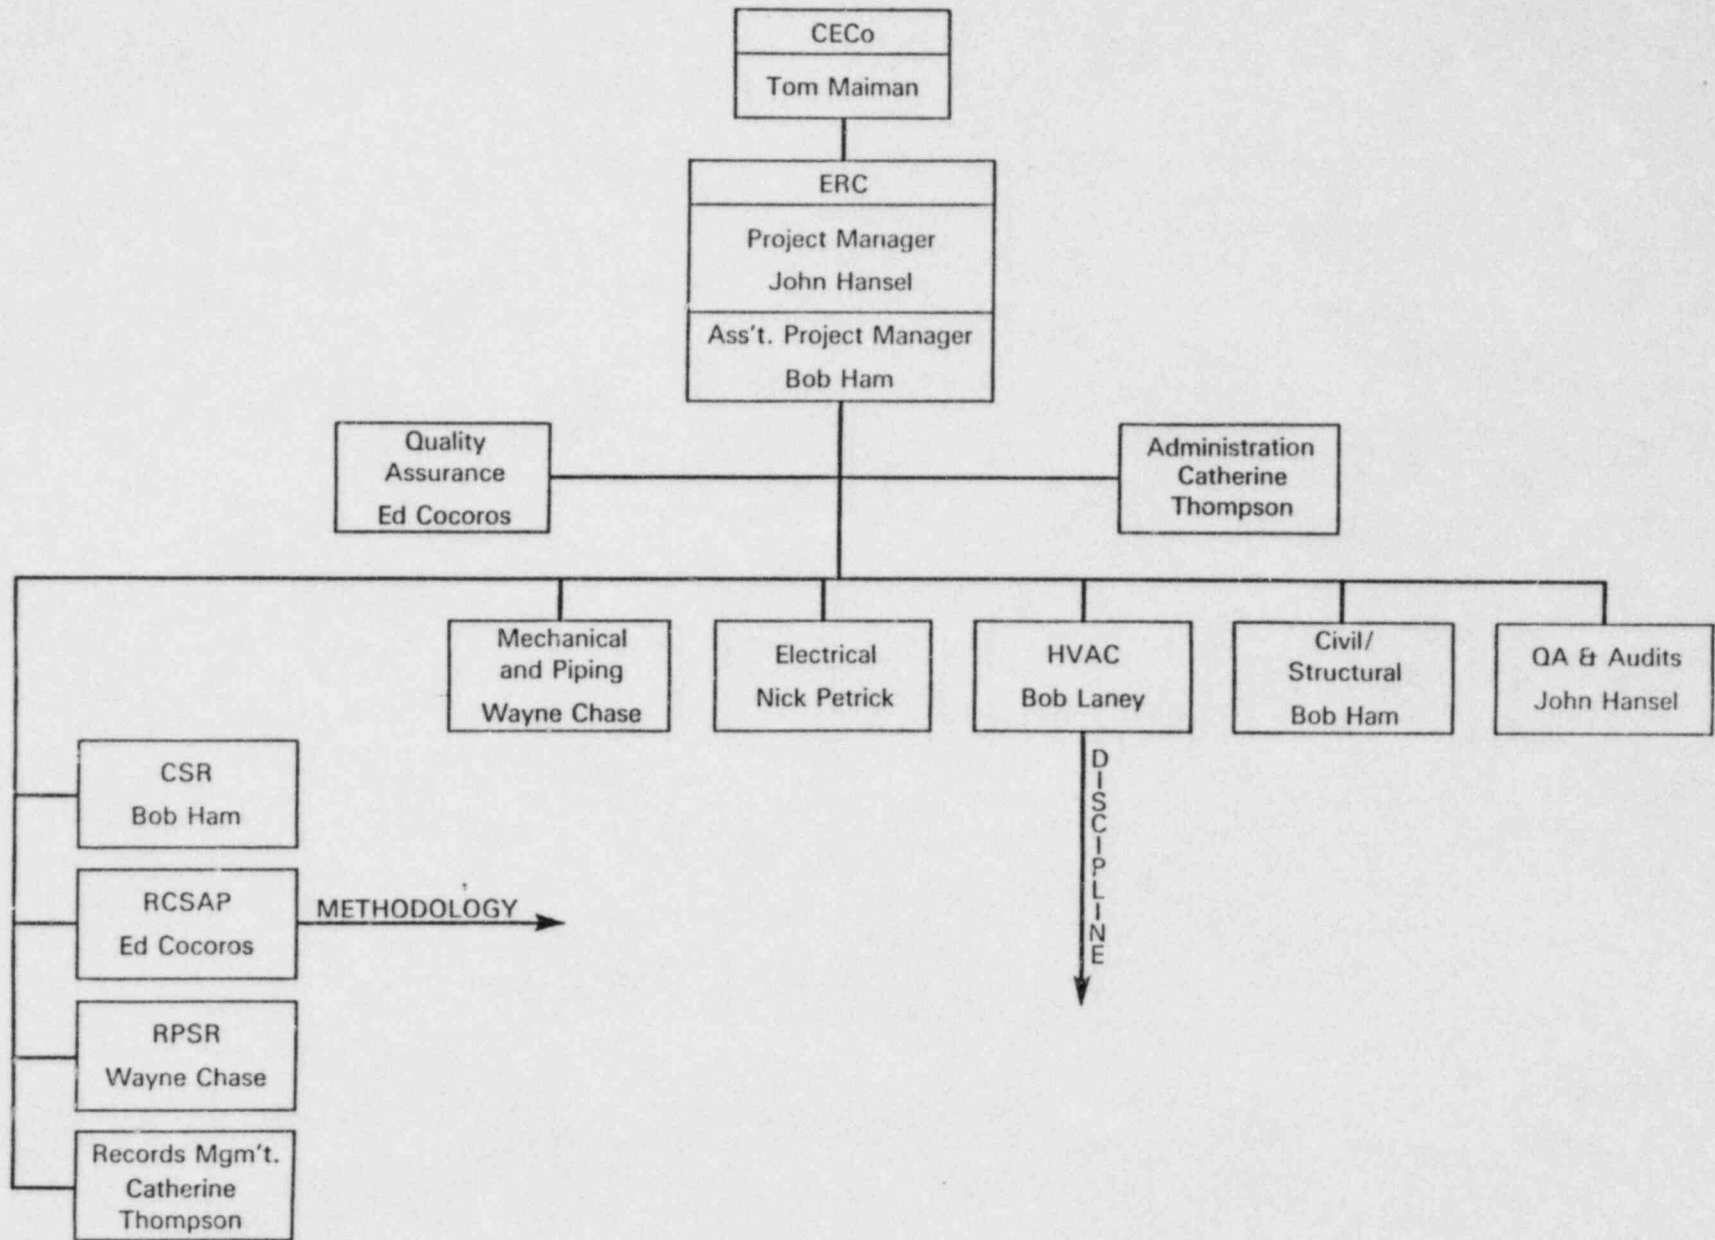 CECo
Tom Maiman
ERC
Project Manager
John Hansel
Ass't. Project Manager
Bob Ham
Quality
Assurance
Ed Cocoros
Administration
Catherine
Thompson
Mechanical
and Piping
Wayne Chase
Electrical
Nick Petrick
HVAC
Bob Laney
Civil/
Structural
Bob Ham
QA & Audits
John Hansel
CSR
Bob Ham
RCSAP
Ed Cocoros
METHODOLOGY
DISCIPLINE
RPSR
Wayne Chase
Records Mgm't.
Catherine
Thompson